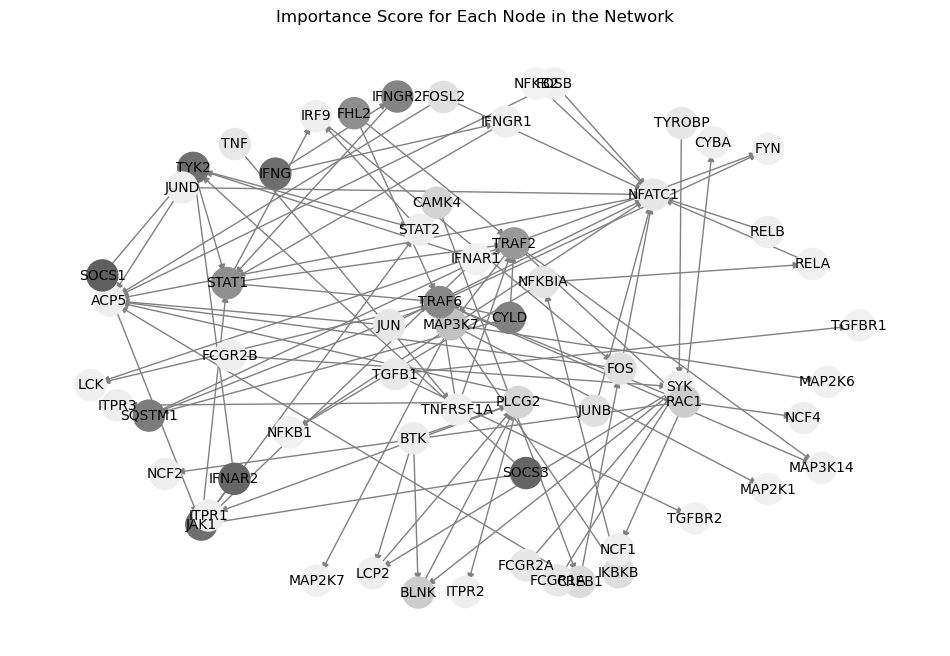 Importance Score for Each Node in the Network
NFKB2
FOSB
IFNGR2
FOSL2
FHL2
IRF9
IFNGR1
TYROBP
CYBA
FYN
TNF
TYK2
IFNG
JUND
NFATC1
CAMK4
STAT2
RELB
TRAF2
IFNAR1
RELA
SOCS1
STAT1
NFKBIA
ACP5
TRAF6
CYLD
MAP3K7
JUN
TGFBR1
FCGR2B
FOS
TGFB1
LCK
SYK
MAP2K6
ITPR3
SQSTM1
PLCG2
RAC1
TNFRSF1A
JUNB
NCF4
NFKB1
BTK
NCF2
IFNAR2
SOCS3
MAP3K14
MAP2K1
ITPR1
JAK1
TGFBR2
NCF1
FCGR2A
IKBKB
LCP2
MAP2K7
FCGR1A
CREB1
BLNK
ITPR2